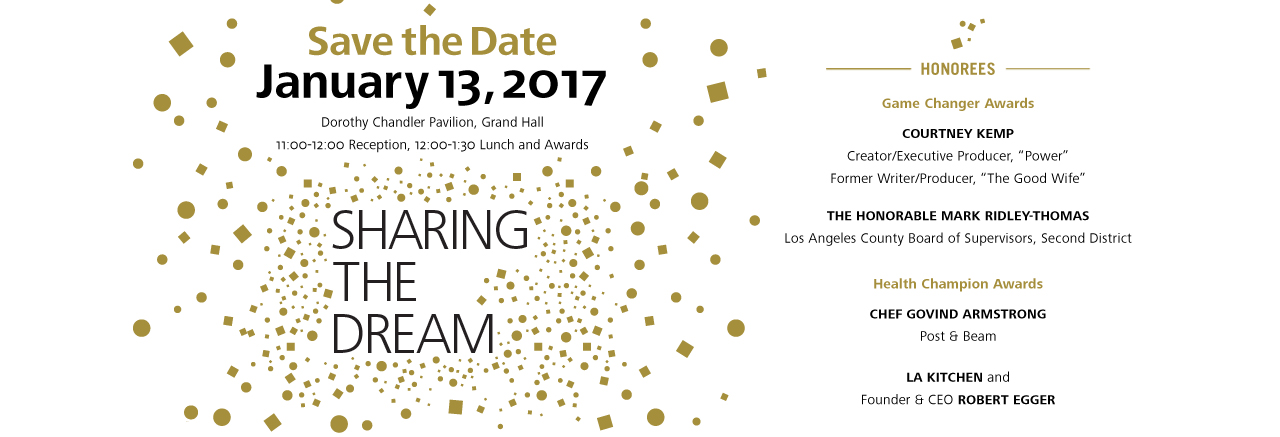 Save the Date
January 13, 2017
Dorothy Chandler Pavilion, Grand Hall
11:00-12:00 Reception, 12:00-1:30 Lunch and Awards
SHARING
THE
DREAM
HONOREES
Game Changer Awards
COURTNEY KEMP
Creator/Executive Producer, “Power”
Former Writer/Producer, “The Good Wife”
THE HONORABLE MARK RIDLEY-THOMAS
Los Angeles County Board of Supervisors, Second District
Health Champion Awards
CHEF GOVIND ARMSTRONG
Post & Beam
LA KITCHEN and
Founder & CEO ROBERT EGGER